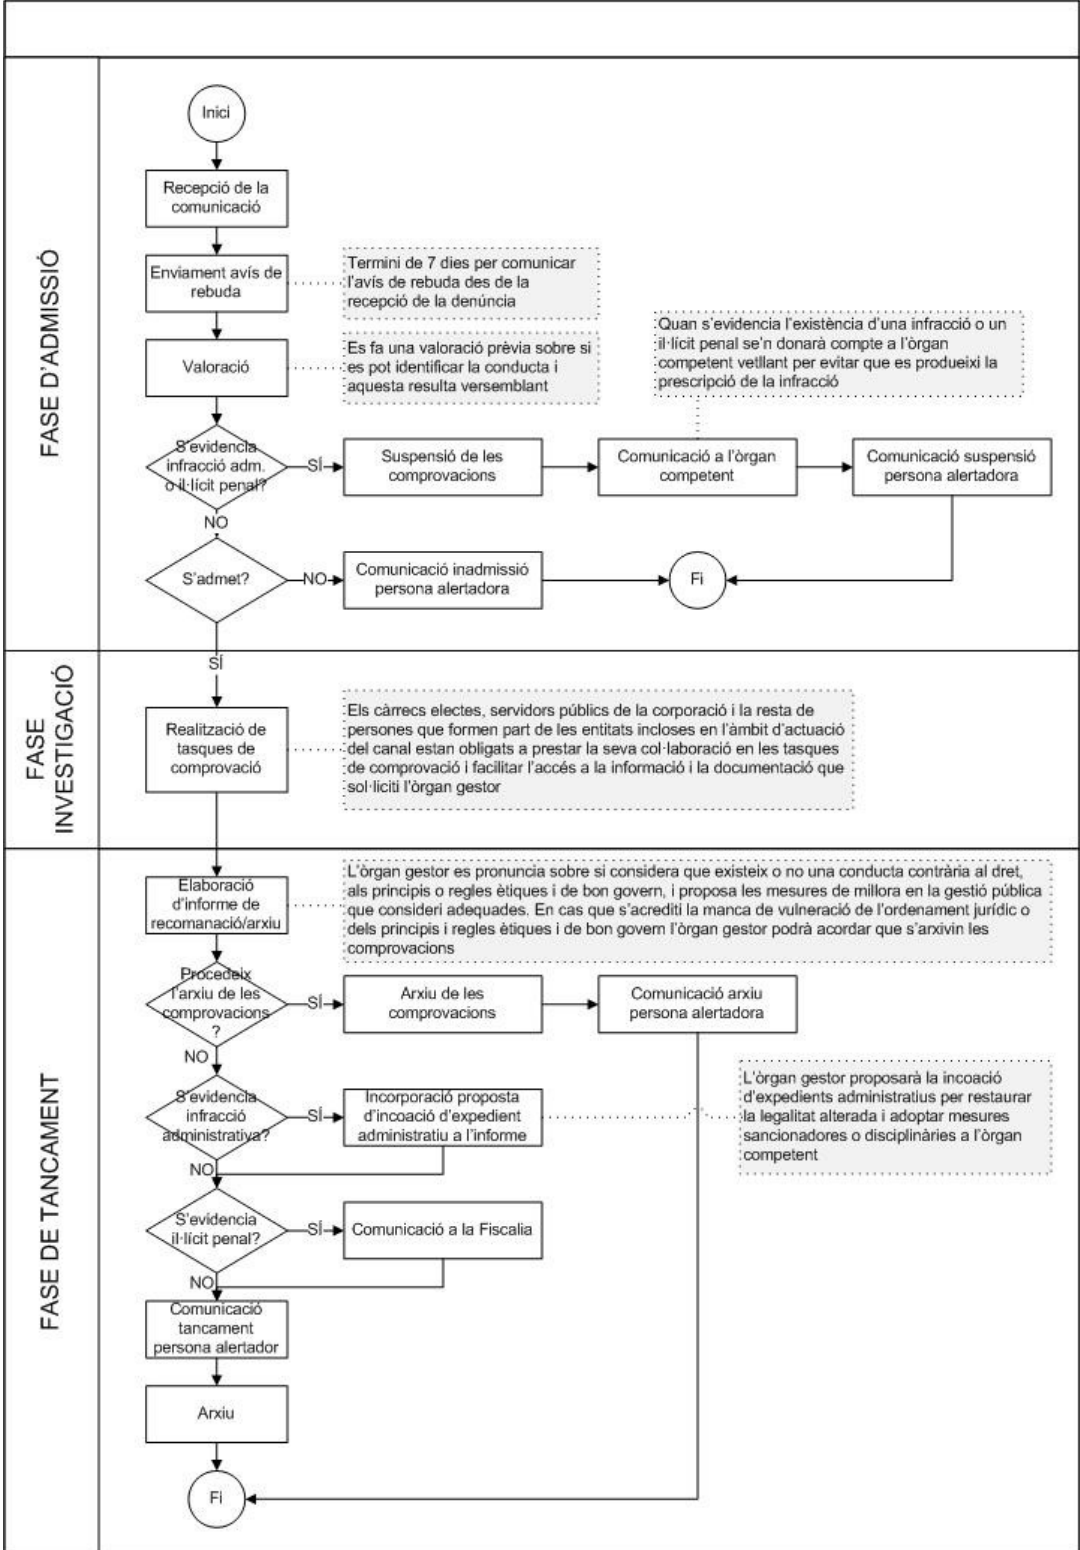 FASE D'ADMISSIÓ
Inici
Recepció de la
comunicació
Enviament avís de
rebuda
Termini de 7 dies per comunicar
l'avís de rebuda des de la
recepció de la denúncia
Valoració
Es fa una valoració prèvia sobre si
es pot identificar la conducta i
aquesta resulta versemblant
Quan s'evidencia l'existència d'una infracció o un
il·lícit penal se'n donarà compte a l'òrgan
competent vetllant per evitar que es produeixi la
prescripció de la infracció
S'evidencia
infracció adm.
o il·lícit penal?
SÍ
Suspensió de les
comprovacions
Comunicació a l'òrgan
competent
Comunicació suspensió
persona alertadora
NO
S'admet?
NO
Comunicació inadmissió
persona alertadora
Fi
SÍ
FASE
INVESTIGACIÓ
Realització de
tasques de
comprovació
Els càrrecs electes, servidors públics de la corporació i la resta de
persones que formen part de les entitats incloses en l'àmbit d'actuació
del canal estan obligats a prestar la seva col·laboració en les tasques
de comprovació i facilitar l'accés a la informació i la documentació que
sol·liciti l'òrgan gestor
FASE DE TANCAMENT
Elaboració
d'informe de
recomanació/arxiu
L'òrgan gestor es pronuncia sobre si considera que existeix o no una conducta contrària al dret,
als principis o regles ètiques i de bon govern, i proposa les mesures de millora en la gestió pública
que consideri adequades. En cas que s'acrediti la manca de vulneració de l'ordenament jurídic o
dels principis i regles ètiques i de bon govern l'òrgan gestor podrà acordar que s'arxivin les
comprovacions
Procedeix
l'arxiu de les
comprovacions
?
SÍ
Arxiu de les
comprovacions
Comunicació arxiu
persona alertadora
NO
S'evidencia
infracció
administrativa?
SÍ
Incorporació proposta
d'incoació d'expedient
administratiu a l'informe
L'òrgan gestor proposarà la incoació
d'expedients administratius per restaurar
la legalitat alterada i adoptar mesures
sancionadores o disciplinàries a l'òrgan
competent
NO
S'evidencia
il·lícit penal?
SÍ
Comunicació a la Fiscalia
NO
Comunicació
tancament
persona alertador
Arxiu
Fi